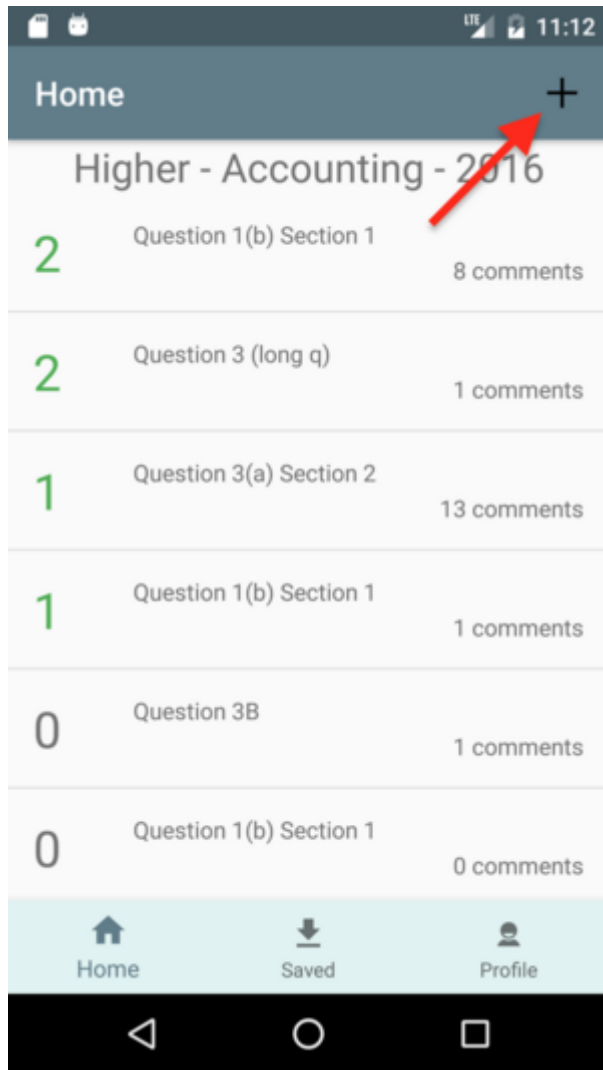 LTE 11:12
Home +
Higher - Accounting - 2016
Question 1(b) Section 1
2
8 comments
Question 3 (long q)
2
1 comments
Question 3(a) Section 2
1
13 comments
Question 1(b) Section 1
1
1 comments
Question 3B
0
1 comments
Question 1(b) Section 1
0
0 comments
Home Saved Profile